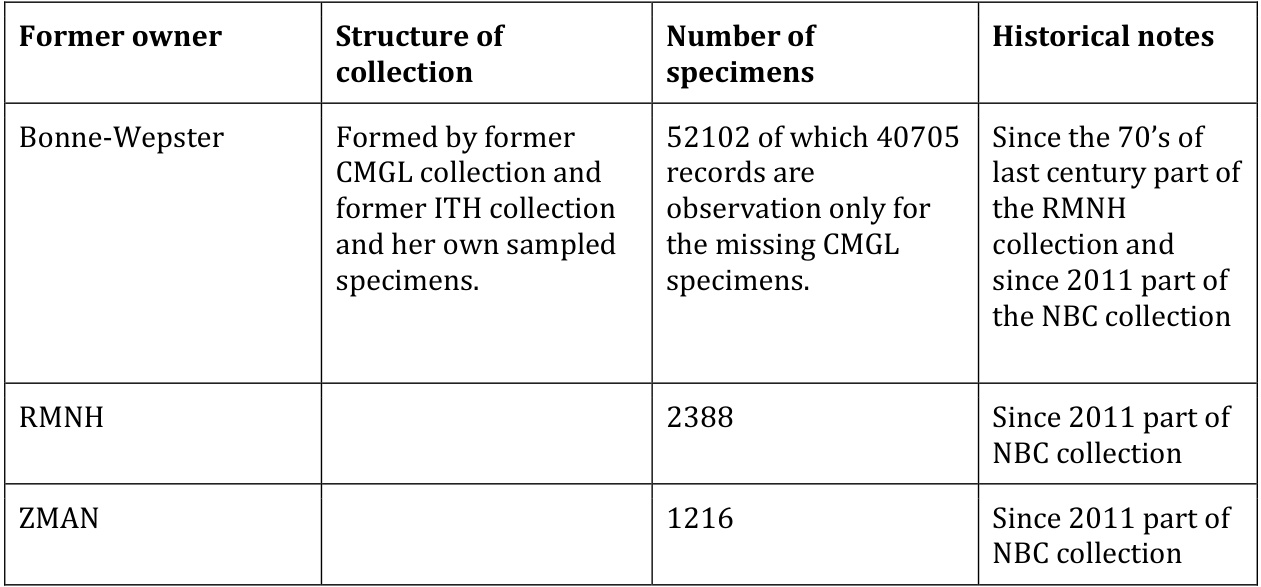 Former owner
Structure of
collection
Number of
specimens
Historical notes
Bonne-Wepster
Formed by former
CMGL collection and
former ITH collection
and her own sampled
specimens.
52102 of which 40705
records are
observation only for
the missing CMGL
specimens.
Since the 70’s of
last century part of
the RMNH
collection and
since 2011 part of
the NBC collection
RMNH
2388
Since 2011 part of
NBC collection
ZMAN
1216
Since 2011 part of
NBC collection